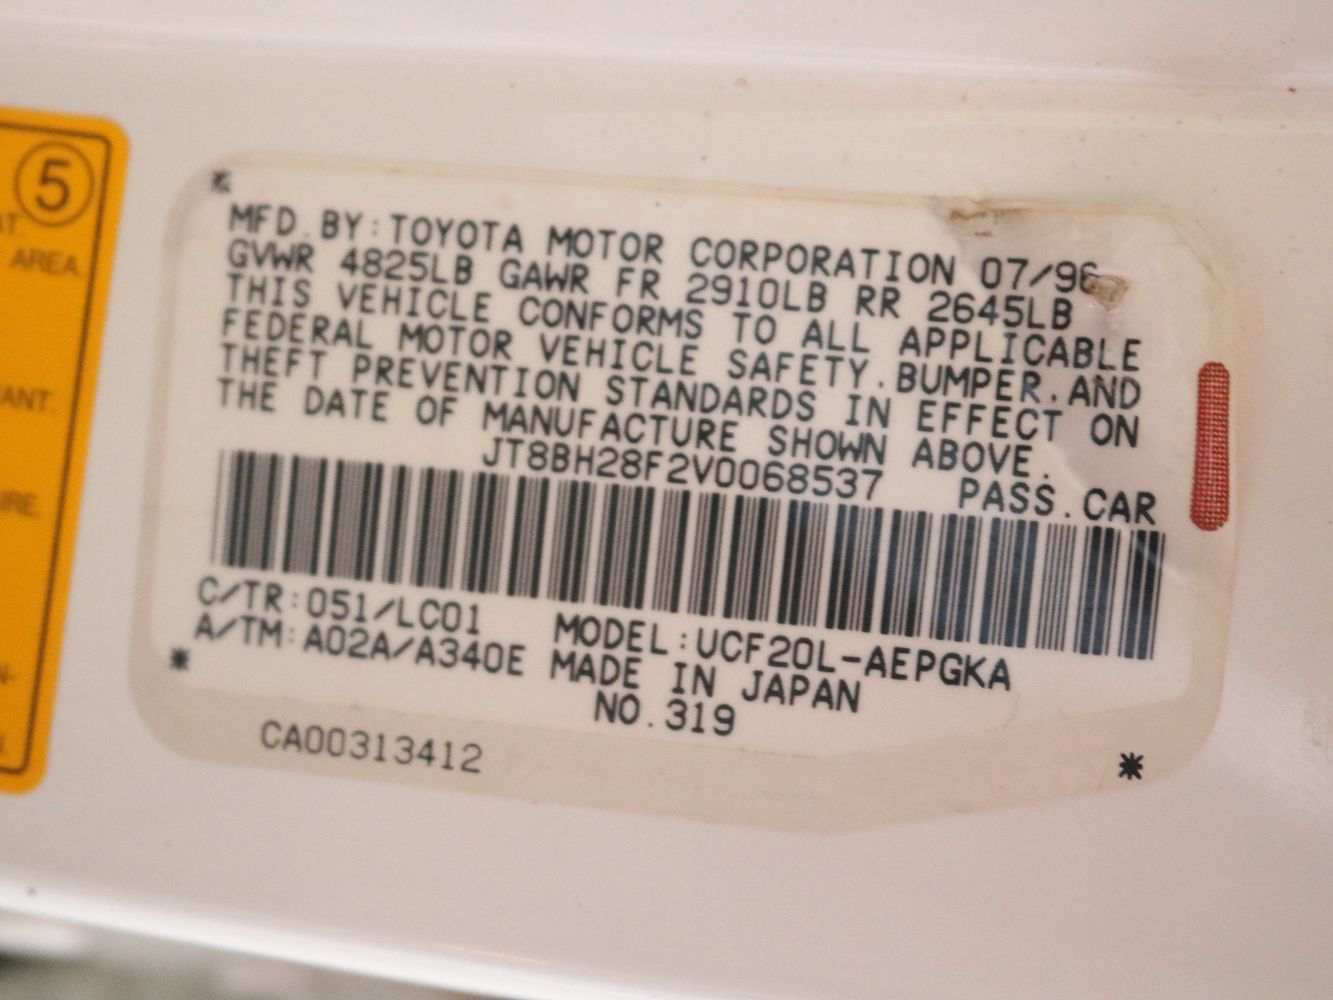 5
AT.
AREA
ANT.
IRE
N-
N.
MFD.BY:TOYOTA MOTOR CORPORATION 07/96
GVWR 4825LB GAWR FR 2910LB RR 2645LB
THIS VEHICLE CONFORMS TO ALL APPLICABLE
FEDERAL MOTOR VEHICLE SAFETY.BUMPER.AND
THEFT PREVENTION STANDARDS IN EFFECT ON
THE DATE OF MANUFACTURE SHOWN ABOVE.
JT8BH28F2V0068537 PASS.CAR
C/TR:051/LC01 MODEL:UCF20L-AEPGKA
A/TM:A02A/A340E MADE IN JAPAN
NO.319
CA00313412